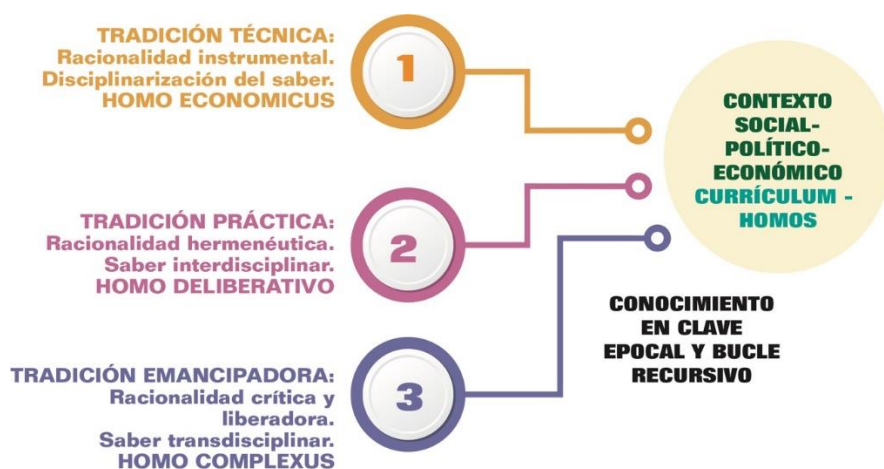 TRADICIÓN TÉCNICA:
Racionalidad instrumental.
Disciplinarización del saber.
HOMO ECONOMICUS
1
TRADICIÓN PRÁCTICA:
Racionalidad hermenéutica.
Saber interdisciplinar.
HOMO DELIBERATIVO
2
TRADICIÓN EMANCIPADORA:
Racionalidad crítica y
liberadora.
Saber transdisciplinar.
HOMO COMPLEXUS
3
CONTEXTO
SOCIAL-
POLÍTICO-
ECONÓMICO
CURRÍCULUM -
HOMOS
CONOCIMIENTO
EN CLAVE
EPOCAL Y BUCLE
RECURSIVO